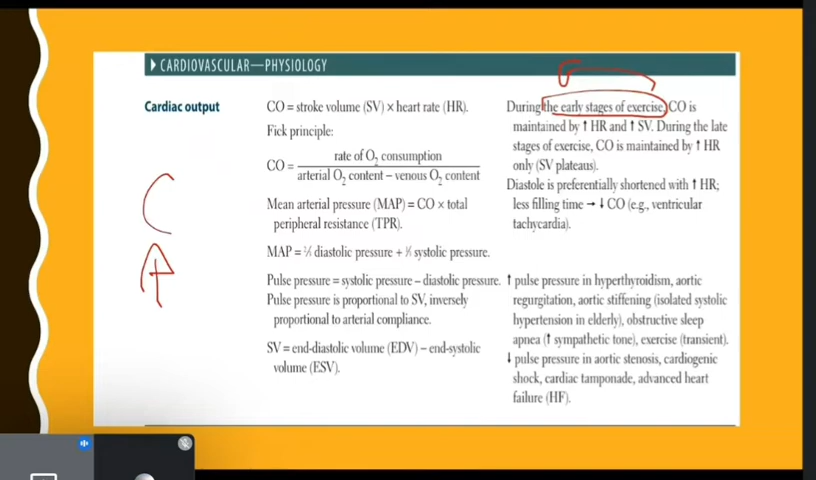 CARDIOVASCULAR—PHYSIOLOGY
Cardiac output
CO = stroke volume (SV) × heart rate (HR).
Fick principle:
CO = rate of O₂ consumption
arterial O₂ content – venous O₂ content
Mean arterial pressure (MAP) = CO × total
peripheral resistance (TPR).
MAP = ⅔ diastolic pressure + ⅓ systolic pressure.
Pulse pressure = systolic pressure – diastolic pressure.
Pulse pressure is proportional to SV, inversely
proportional to arterial compliance.
SV = end-diastolic volume (EDV) – end-systolic
volume (ESV).
During the early stages of exercise, CO is
maintained by ↑ HR and ↑ SV. During the late
stages of exercise, CO is maintained by ↑ HR
only (SV plateaus).
Diastole is preferentially shortened with ↑ HR;
less filling time → ↓ CO (e.g., ventricular
tachycardia).
↑ pulse pressure in hyperthyroidism, aortic
regurgitation, aortic stiffening (isolated systolic
hypertension in elderly), obstructive sleep
apnea (↑ sympathetic tone), exercise (transient).
↓ pulse pressure in aortic stenosis, cardiogenic
shock, cardiac tamponade, advanced heart
failure (HF).